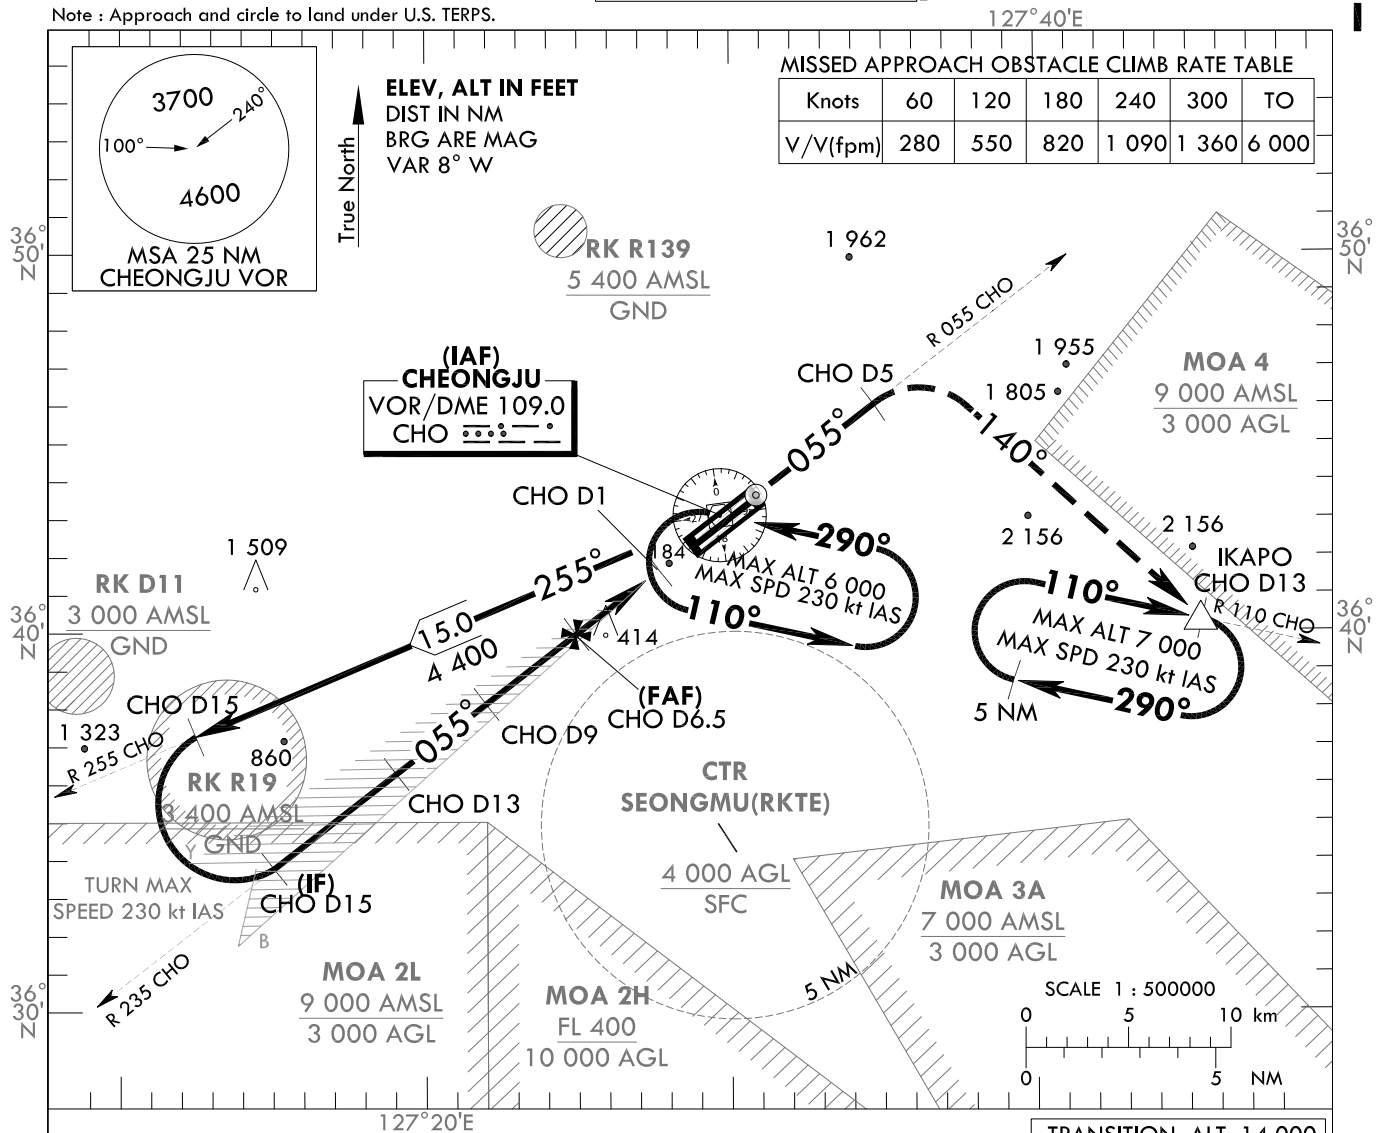 Note : Approach and circle to land under U.S. TERPS.
127°40'E
3700
240°
100°
4600
MSA 25 NM
CHEONGJU VOR
True North
ELEV, ALT IN FEET
DIST IN NM
BRG ARE MAG
VAR 8° W
MISSED APPROACH OBSTACLE CLIMB RATE TABLE
Knots 60 120 180 240 300 TO
V/V(fpm) 280 550 820 1 090 1 360 6 000
36°
50'
N
36°
50'
N
RK R139
5 400 AMSL
GND
1 962
R 055 CHO
1 955
1 805
MOA 4
9 000 AMSL
3 000 AGL
(IAF)
CHEONGJU
VOR/DME 109.0
CHO
CHO D5
055°
140°
CHO D1
0
184
290°
MAX ALT 6 000
MAX SPD 230 kt IAS
110°
2 156
2 156
IKAPO
CHO D13
R 110 CHO
110°
MAX ALT 7 000
MAX SPD 230 kt IAS
290°
5 NM
1 509
RK D11
3 000 AMSL
GND
36°
40'
N
36°
40'
N
255°
15.0
4 400
414
(FAF)
CHO D6.5
CHO D15
CHO D9
055°
1 323
R 255 CHO
860
RK R19
3 400 AMSL
GND
Y
CHO D13
CTR
SEONGMU(RKTE)
4 000 AGL
SFC
TURN MAX
SPEED 230 kt IAS
(IF)
CHO D15
B
R 235 CHO
MOA 3A
7 000 AMSL
3 000 AGL
MOA 2L
9 000 AMSL
3 000 AGL
MOA 2H
FL 400
10 000 AGL
5 NM
36°
30'
N
SCALE 1 : 500000
0 5 10 km
0 5 NM
127°20'E
TRANSITION ALT 14 000